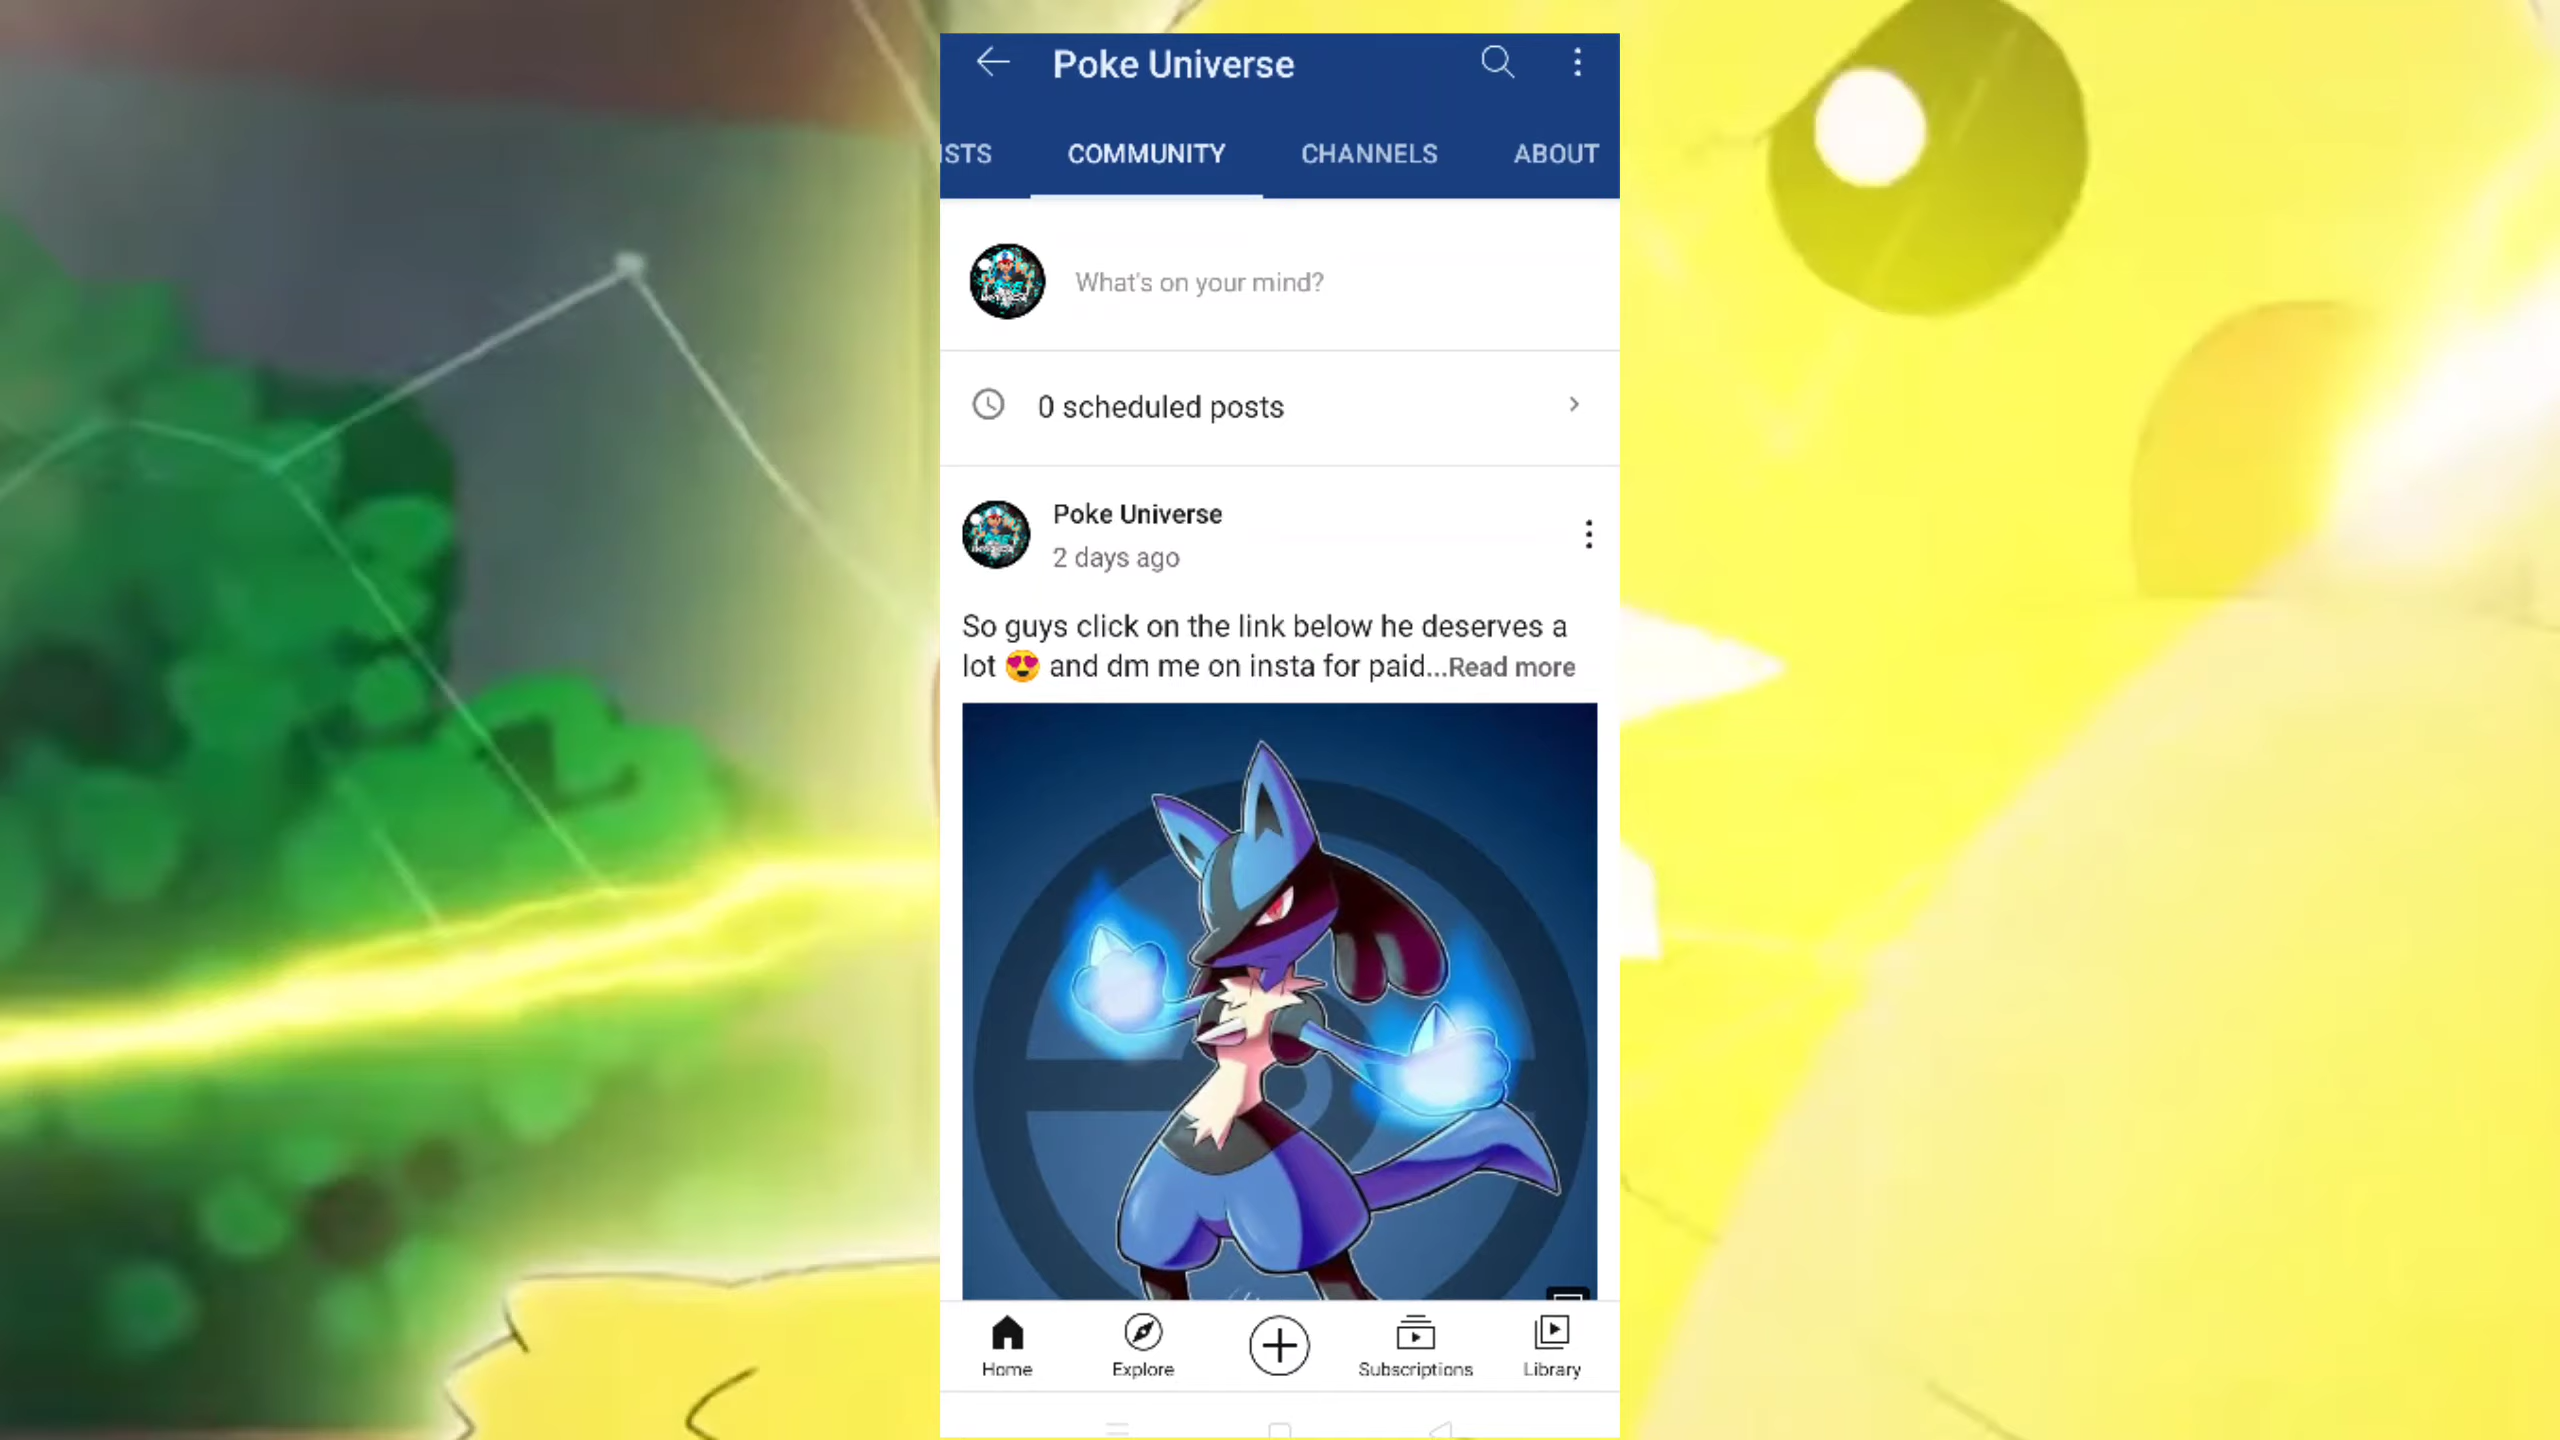 Poke Universe
ISTS COMMUNITY CHANNELS ABOUT
What's on your mind?
0 scheduled posts
Poke Universe
2 days ago
So guys click on the link below he deserves a
lot 😍 and dm me on insta for paid...Read more
Home Explore Subscriptions Library